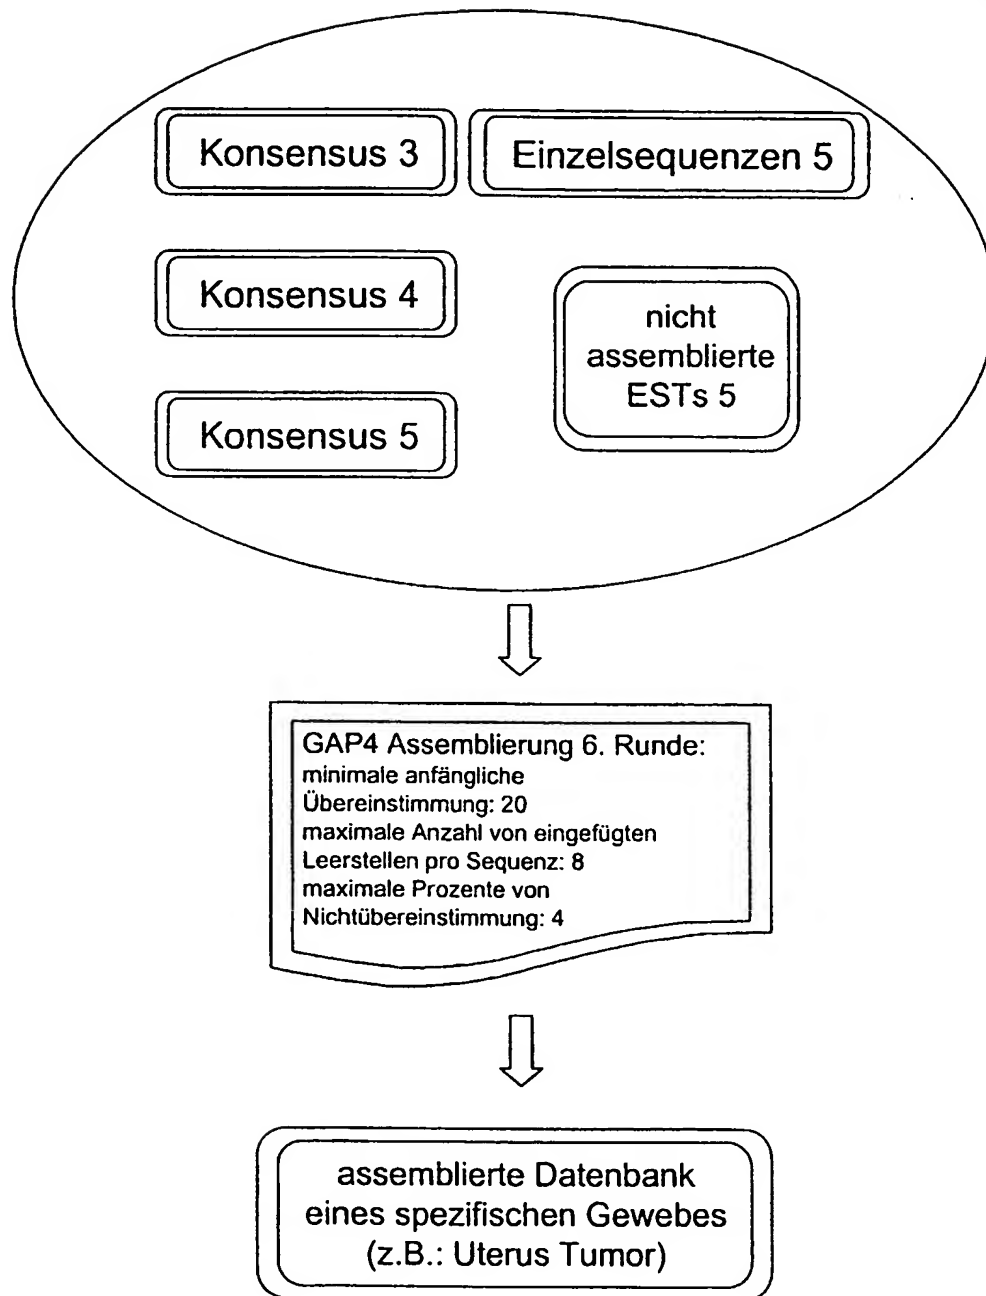 Konsensus 3
Einzelsequenzen 5
Konsensus 4
nicht
assemblierte
ESTs 5
Konsensus 5
GAP4 Assemblierung 6. Runde:
minimale anfängliche
Übereinstimmung: 20
maximale Anzahl von eingefügten
Leerstellen pro Sequenz: 8
maximale Prozente von
Nichtübereinstimmung: 4
assemblierte Datenbank
eines spezifischen Gewebes
(z.B.: Uterus Tumor)